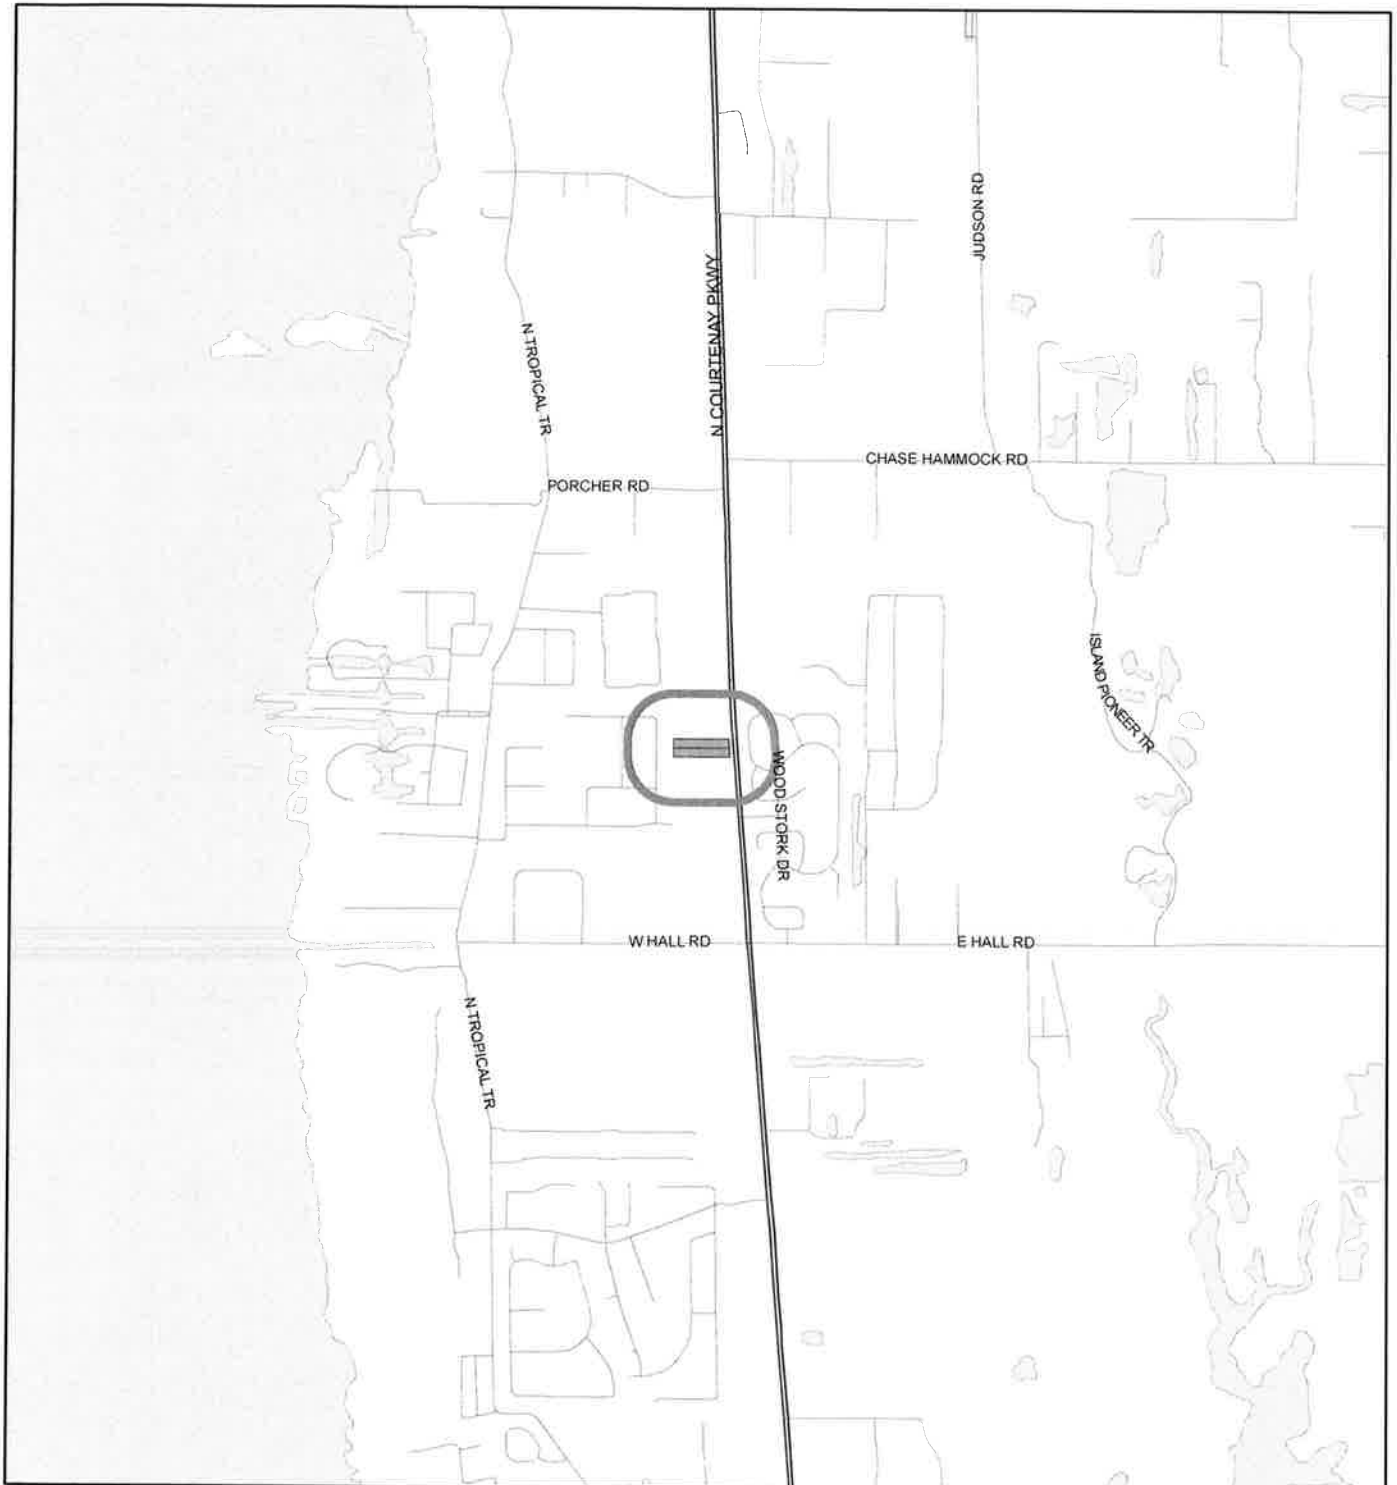 JUDSON RD
N COURTENAY PKWY
N TROPICAL TR
CHASE HAMMOCK RD
PORCHER RD
ISLAND PIONEER TR
WOOD STORK DR
W HALL RD
E HALL RD
N TROPICAL TR